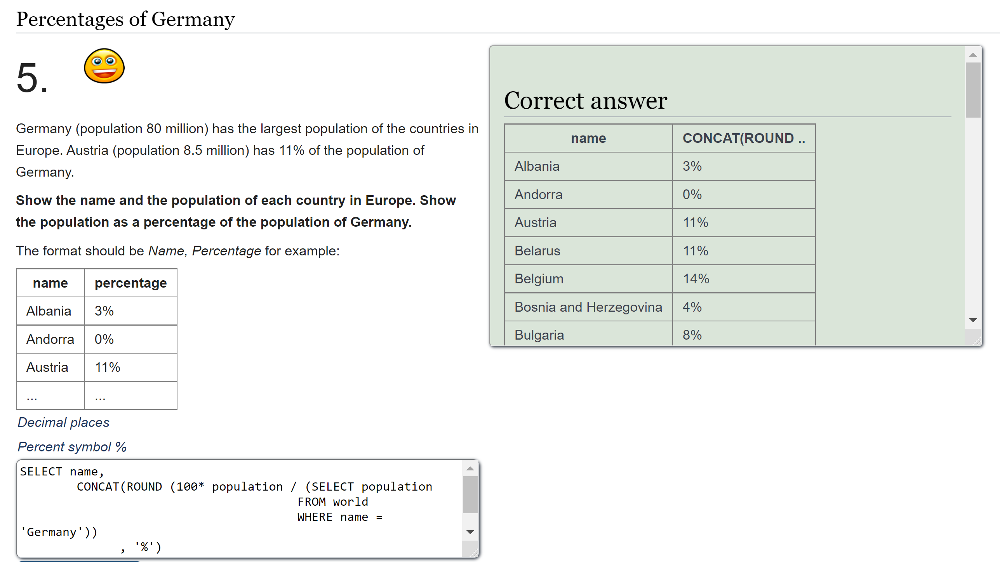 Percentages of Germany
5.
Germany (population 80 million) has the largest population of the countries in
Europe. Austria (population 8.5 million) has 11% of the population of
Germany.
Show the name and the population of each country in Europe. Show
the population as a percentage of the population of Germany.
The format should be Name, Percentage for example:
name percentage
Albania 3%
Andorra 0%
Austria 11%
... ...
Decimal places
Percent symbol %
SELECT name,
CONCAT(ROUND (100* population / (SELECT population
FROM world
WHERE name =
'Germany'))
, '%')
Correct answer
name CONCAT(ROUND ..
Albania 3%
Andorra 0%
Austria 11%
Belarus 11%
Belgium 14%
Bosnia and Herzegovina 4%
Bulgaria 8%